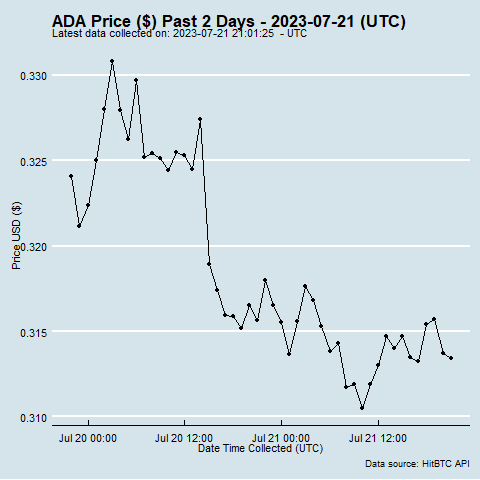 ADA Price ($) Past 2 Days - 2023-07-21 (UTC)
Latest data collected on: 2023-07-21 21:01:25 - UTC
Price USD ($)
0.330
0.325
0.320
0.315
0.310
Jul 20 00:00 Jul 20 12:00 Jul 21 00:00 Jul 21 12:00
Date Time Collected (UTC)
Data source: HitBTC API